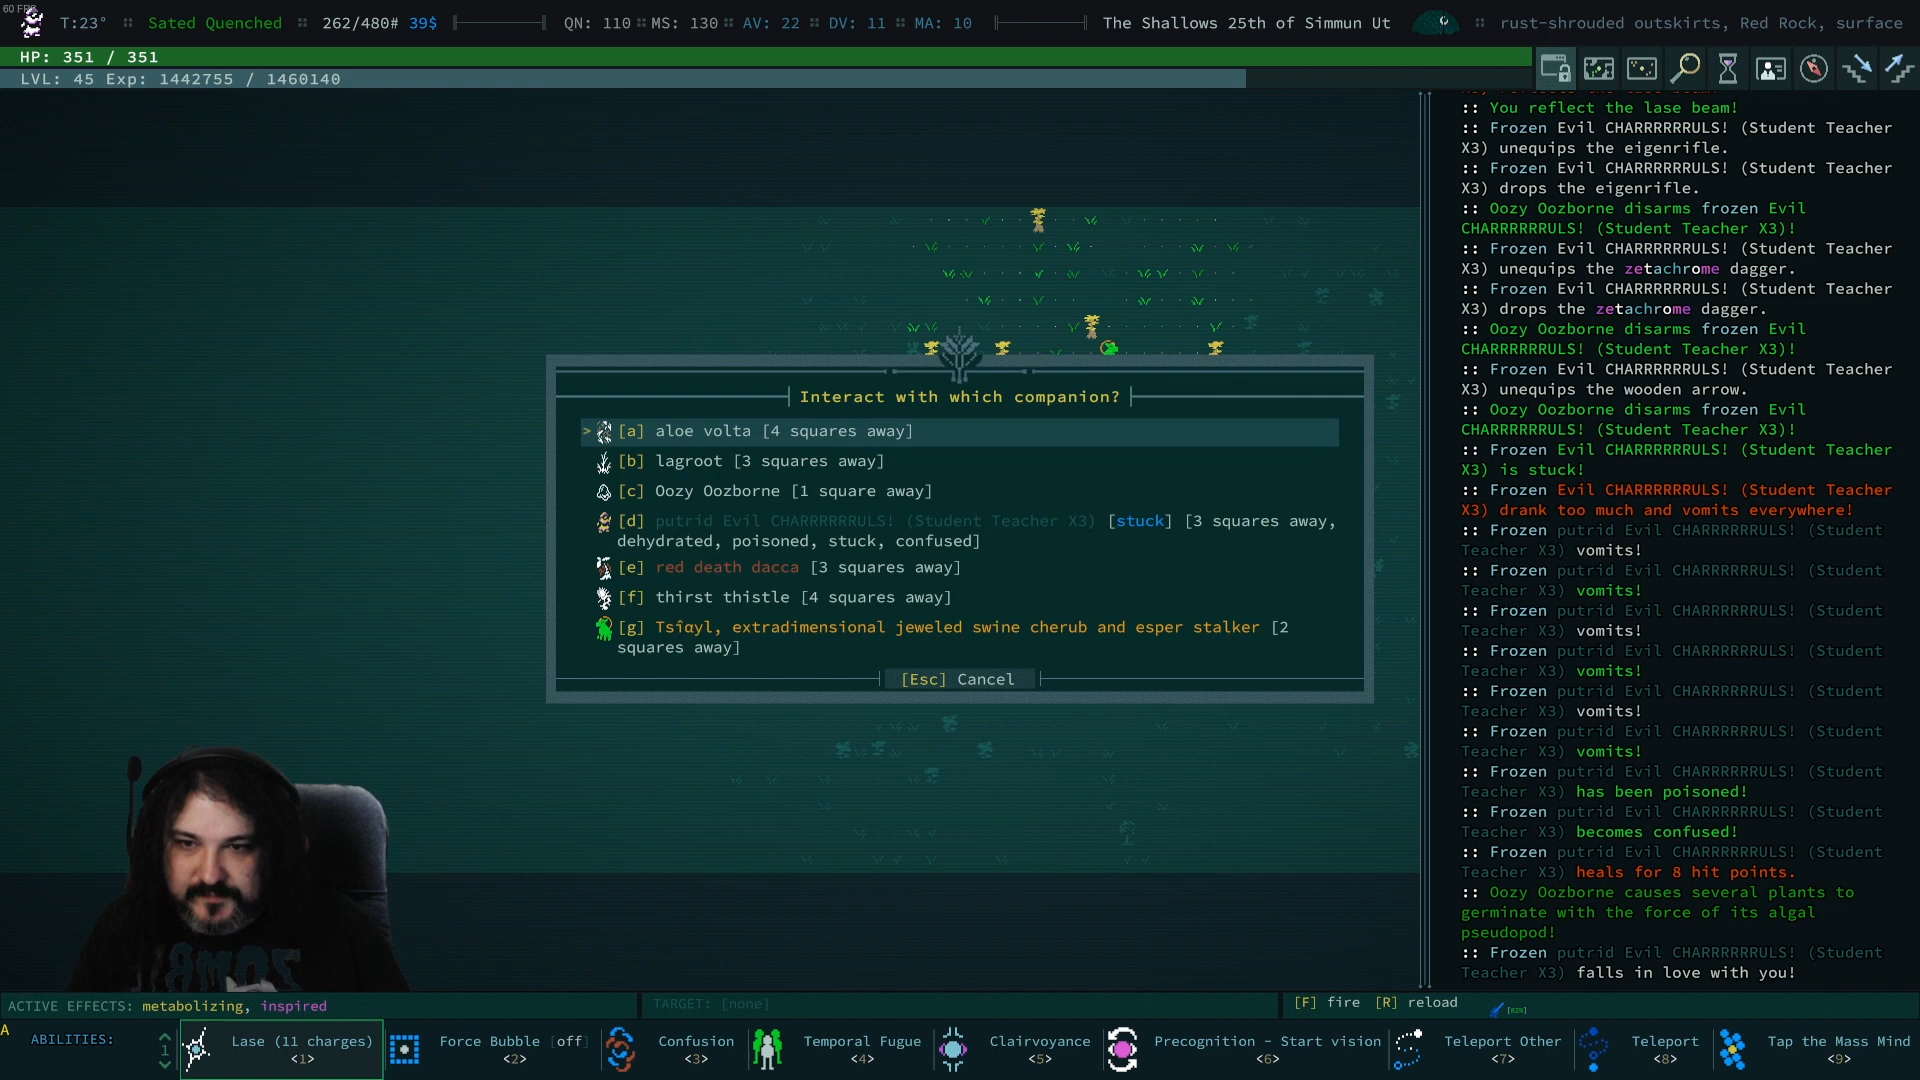 60 FPS
T:23° :: Sated Quenched :: 262/480# 39$ QN: 110 :: MS: 130 :: AV: 22 :: DV: 11 :: MA: 10 The Shallows 25th of Simmun Ut :: rust-shrouded outskirts, Red Rock, surface
HP: 351 / 351
LVL: 45 Exp: 1442755 / 1460140
:: You reflect the lase beam!
:: Frozen Evil CHARRRRRRULS! (Student Teacher
X3) unequips the eigenrifle.
:: Frozen Evil CHARRRRRRULS! (Student Teacher
X3) drops the eigenrifle.
:: Oozy Oozborne disarms frozen Evil
CHARRRRRRULS! (Student Teacher X3)!
:: Frozen Evil CHARRRRRRULS! (Student Teacher
X3) unequips the zetachrome dagger.
:: Frozen Evil CHARRRRRRULS! (Student Teacher
X3) drops the zetachrome dagger.
:: Oozy Oozborne disarms frozen Evil
CHARRRRRRULS! (Student Teacher X3)!
:: Frozen Evil CHARRRRRRULS! (Student Teacher
X3) unequips the wooden arrow.
:: Oozy Oozborne disarms frozen Evil
CHARRRRRRULS! (Student Teacher X3)!
:: Frozen Evil CHARRRRRRULS! (Student Teacher
X3) is stuck!
:: Frozen Evil CHARRRRRRULS! (Student Teacher
X3) drank too much and vomits everywhere!
:: Frozen putrid Evil CHARRRRRRULS! (Student
Teacher X3) vomits!
:: Frozen putrid Evil CHARRRRRRULS! (Student
Teacher X3) vomits!
:: Frozen putrid Evil CHARRRRRRULS! (Student
Teacher X3) vomits!
:: Frozen putrid Evil CHARRRRRRULS! (Student
Teacher X3) vomits!
:: Frozen putrid Evil CHARRRRRRULS! (Student
Teacher X3) vomits!
:: Frozen putrid Evil CHARRRRRRULS! (Student
Teacher X3) vomits!
:: Frozen putrid Evil CHARRRRRRULS! (Student
Teacher X3) has been poisoned!
:: Frozen putrid Evil CHARRRRRRULS! (Student
Teacher X3) becomes confused!
:: Frozen putrid Evil CHARRRRRRULS! (Student
Teacher X3) heals for 8 hit points.
:: Oozy Oozborne causes several plants to
germinate with the force of its algal
pseudopod!
:: Frozen putrid Evil CHARRRRRRULS! (Student
Teacher X3) falls in love with you!
Interact with which companion?
> [a] aloe volta [4 squares away]
[b] lagroot [3 squares away]
[c] Oozy Oozborne [1 square away]
[d] putrid Evil CHARRRRRRULS! (Student Teacher X3) [stuck] [3 squares away,
dehydrated, poisoned, stuck, confused]
[e] red death dacca [3 squares away]
[f] thirst thistle [4 squares away]
[g] Tsîɑyl, extradimensional jeweled swine cherub and esper stalker [2
squares away]
[Esc] Cancel
ACTIVE EFFECTS: metabolizing, inspired
TARGET: [none]
[F] fire [R] reload
A
ABILITIES:
1
Lase (11 charges)
<1>
Force Bubble [off]
<2>
Confusion
<3>
Temporal Fugue
<4>
Clairvoyance
<5>
Precognition - Start vision
<6>
Teleport Other
<7>
Teleport
<8>
Tap the Mass Mind
<9>